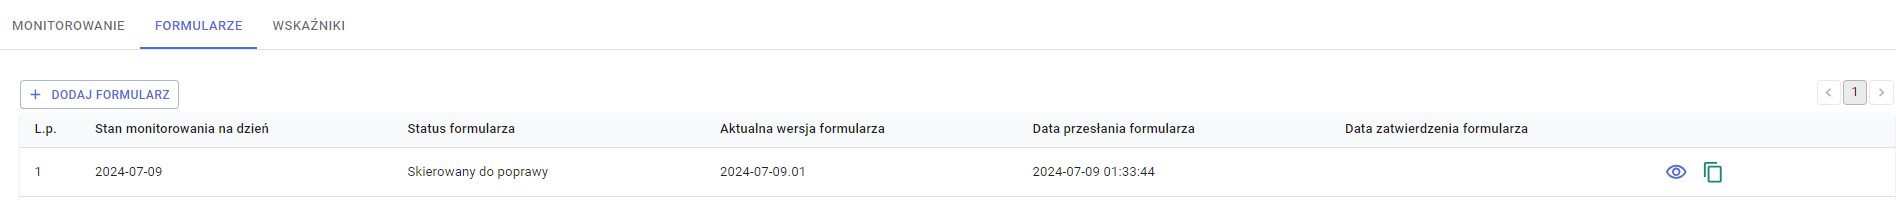 MONITOROWANIE FORMULARZE WSKAŹNIKI
DODAJ FORMULARZ
1
L.p. Stan monitorowania na dzień Status formularza Aktualna wersja formularza Data przesłania formularza Data zatwierdzenia formularza
1 2024-07-09 Skierowany do poprawy 2024-07-09.01 2024-07-09 01:33:44